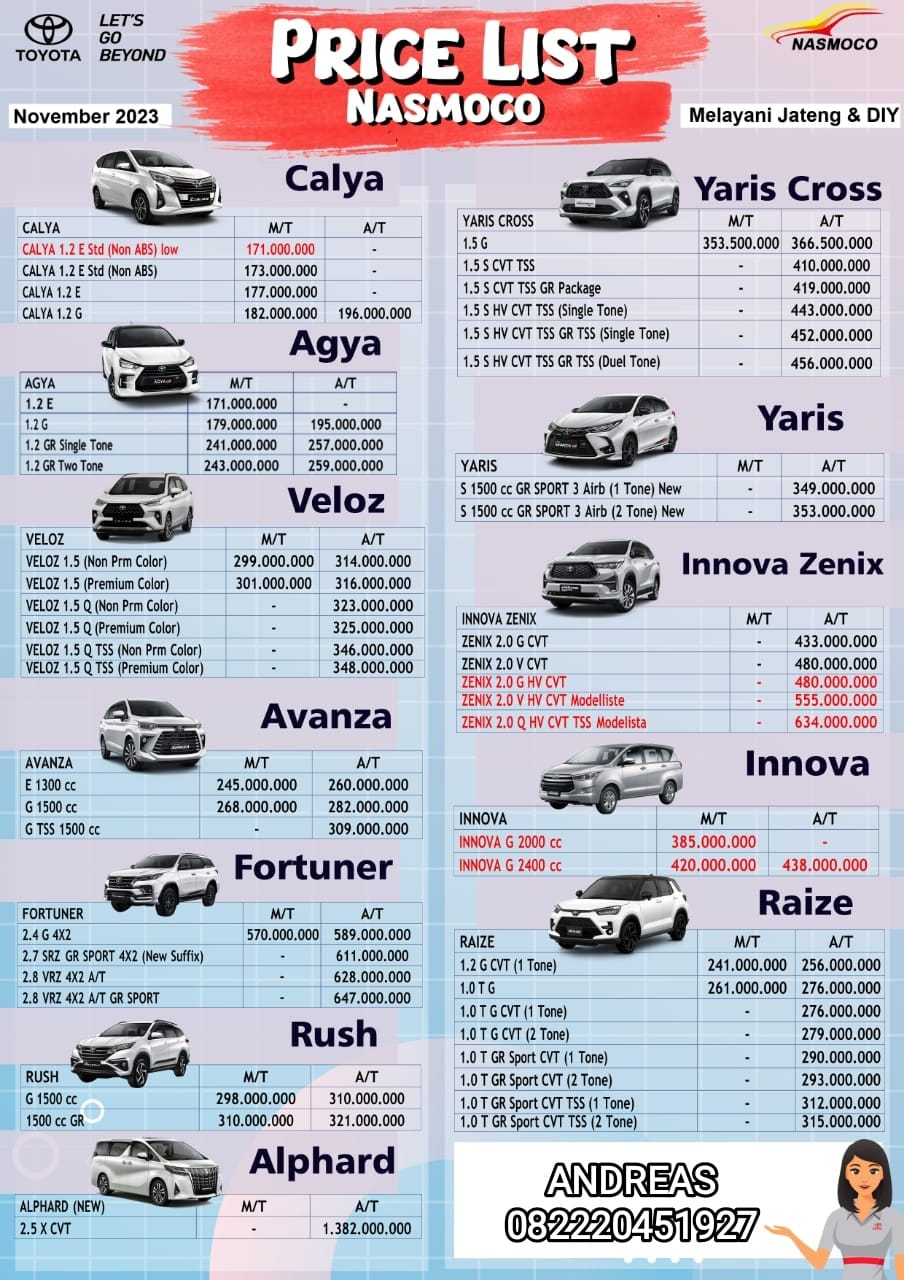 TOYOTA
LET'S
GO
BEYOND
PRICE LIST
NASMOCO
NASMOCO
November 2023
Melayani Jateng & DIY
Calya
CALYA M/T A/T
CALYA 1.2 E Std (Non ABS) low 171.000.000 -
CALYA 1.2 E Std (Non ABS) 173.000.000 -
CALYA 1.2 E 177.000.000 -
CALYA 1.2 G 182.000.000 196.000.000
Agya
AGYA M/T A/T
1.2 E 171.000.000 -
1.2 G 179.000.000 195.000.000
1.2 GR Single Tone 241.000.000 257.000.000
1.2 GR Two Tone 243.000.000 259.000.000
Veloz
VELOZ M/T A/T
VELOZ 1.5 (Non Prm Color) 299.000.000 314.000.000
VELOZ 1.5 (Premium Color) 301.000.000 316.000.000
VELOZ 1.5 Q (Non Prm Color) - 323.000.000
VELOZ 1.5 Q (Premium Color) - 325.000.000
VELOZ 1.5 Q TSS (Non Prm Color) - 346.000.000
VELOZ 1.5 Q TSS (Premium Color) - 348.000.000
Avanza
AVANZA M/T A/T
E 1300 cc 245.000.000 260.000.000
G 1500 cc 268.000.000 282.000.000
G TSS 1500 cc - 309.000.000
Fortuner
FORTUNER M/T A/T
2.4 G 4X2 570.000.000 589.000.000
2.7 SRZ GR SPORT 4X2 (New Suffix) - 611.000.000
2.8 VRZ 4X2 A/T - 628.000.000
2.8 VRZ 4X2 A/T GR SPORT - 647.000.000
Rush
RUSH M/T A/T
G 1500 cc 298.000.000 310.000.000
1500 cc GR 310.000.000 321.000.000
Alphard
ALPHARD (NEW) M/T A/T
2.5 X CVT - 1.382.000.000
Yaris Cross
YARIS CROSS M/T A/T
1.5 G 353.500.000 366.500.000
1.5 S CVT TSS - 410.000.000
1.5 S CVT TSS GR Package - 419.000.000
1.5 S HV CVT TSS (Single Tone) - 443.000.000
1.5 S HV CVT TSS GR TSS (Single Tone) - 452.000.000
1.5 S HV CVT TSS GR TSS (Duel Tone) - 456.000.000
Yaris
YARIS M/T A/T
S 1500 cc GR SPORT 3 Airb (1 Tone) New - 349.000.000
S 1500 cc GR SPORT 3 Airb (2 Tone) New - 353.000.000
Innova Zenix
INNOVA ZENIX M/T A/T
ZENIX 2.0 G CVT - 433.000.000
ZENIX 2.0 V CVT - 480.000.000
ZENIX 2.0 G HV CVT - 480.000.000
ZENIX 2.0 V HV CVT Modelliste - 555.000.000
ZENIX 2.0 Q HV CVT TSS Modelista - 634.000.000
Innova
INNOVA M/T A/T
INNOVA G 2000 cc 385.000.000 -
INNOVA G 2400 cc 420.000.000 438.000.000
Raize
RAIZE M/T A/T
1.2 G CVT (1 Tone) 241.000.000 256.000.000
1.0 T G 261.000.000 276.000.000
1.0 T G CVT (1 Tone) - 276.000.000
1.0 T G CVT (2 Tone) - 279.000.000
1.0 T GR Sport CVT (1 Tone) - 290.000.000
1.0 T GR Sport CVT (2 Tone) - 293.000.000
1.0 T GR Sport CVT TSS (1 Tone) - 312.000.000
1.0 T GR Sport CVT TSS (2 Tone) - 315.000.000
ANDREAS
082220451927